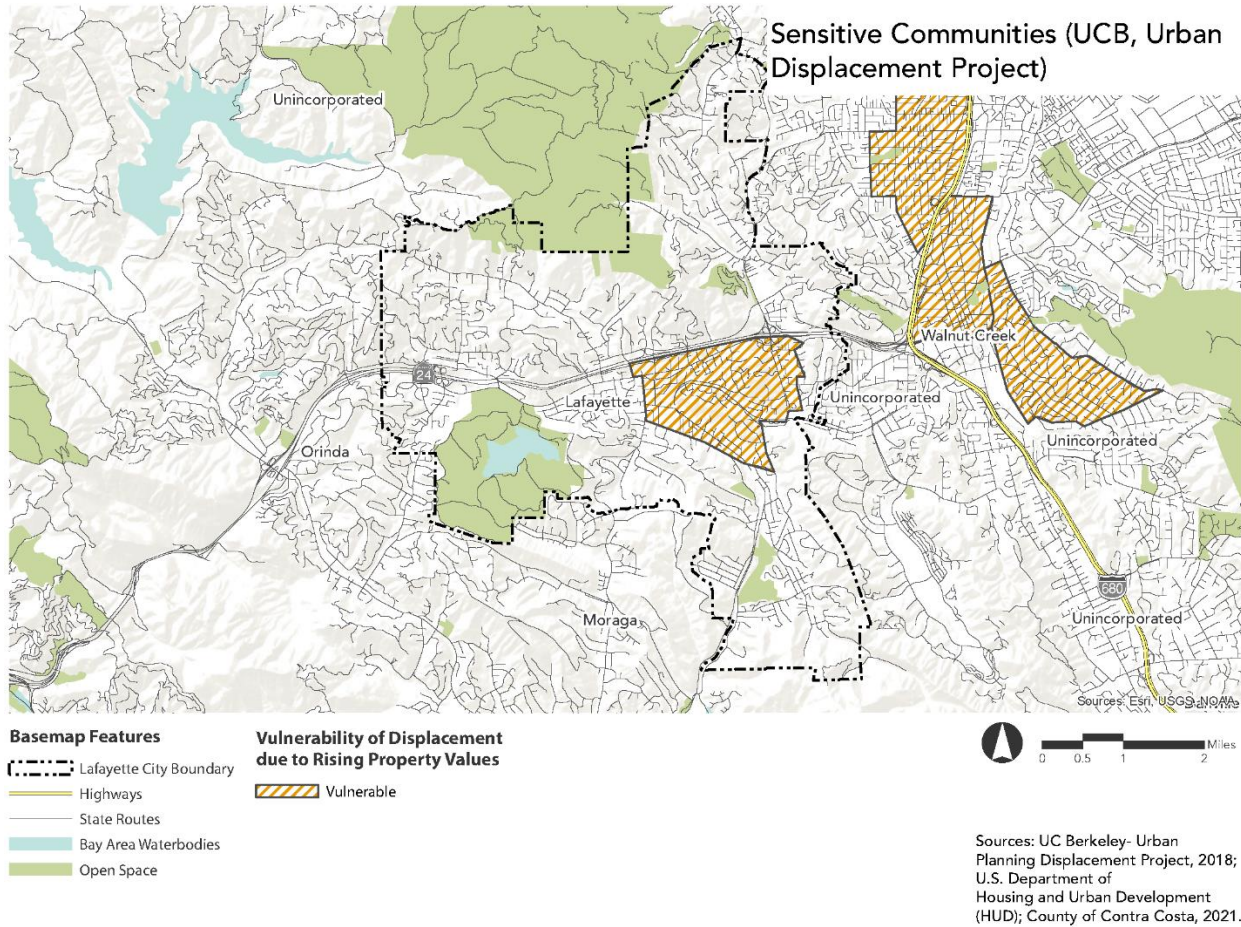 Sensitive Communities (UCB, Urban
Displacement Project)
Unincorporated
Walnut Creek
24
Lafayette
Unincorporated
Unincorporated
Orinda
680
Moraga
Unincorporated
Sources: Esri, USGS, NOAA
Basemap Features
Lafayette City Boundary
Highways
State Routes
Bay Area Waterbodies
Open Space
Vulnerability of Displacement
due to Rising Property Values
Vulnerable
Miles
0 0.5 1 2
Sources: UC Berkeley- Urban
Planning Displacement Project, 2018;
U.S. Department of
Housing and Urban Development
(HUD); County of Contra Costa, 2021.